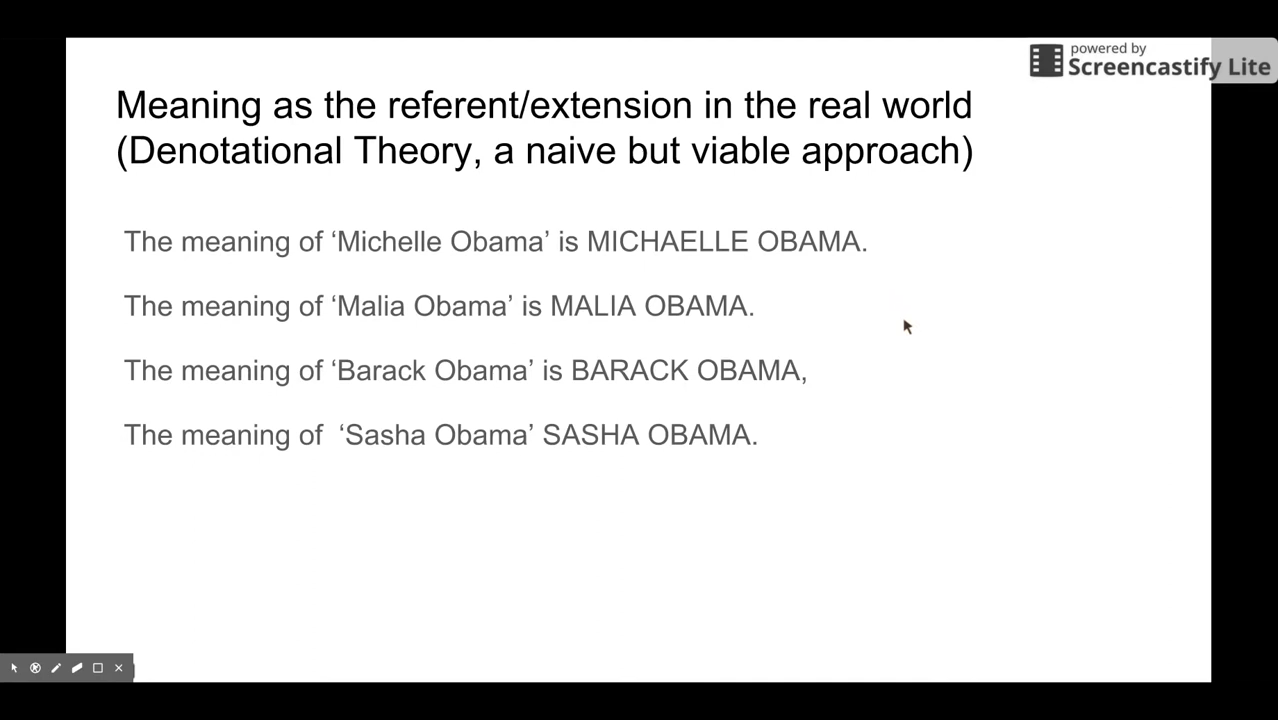 powered by
Screencastify Lite
Meaning as the referent/extension in the real world
(Denotational Theory, a naive but viable approach)
The meaning of ‘Michelle Obama’ is MICHAELLE OBAMA.
The meaning of ‘Malia Obama’ is MALIA OBAMA.
The meaning of ‘Barack Obama’ is BARACK OBAMA,
The meaning of  ‘Sasha Obama’ SASHA OBAMA.